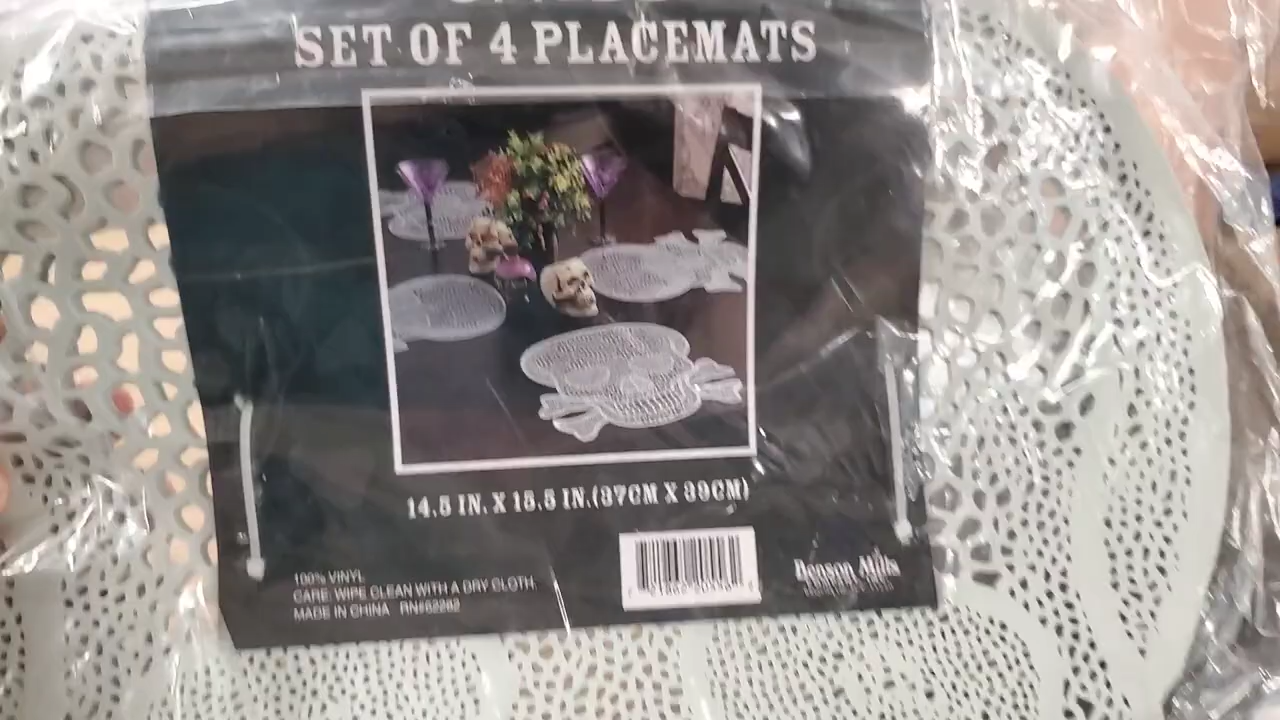 SET OF 4 PLACEMATS
14.5 IN. X 15.5 IN.(37CM X 39CM)
100% VINYL
CARE: WIPE CLEAN WITH A DRY CLOTH.
MADE IN CHINA RN#62282
Benson Mills